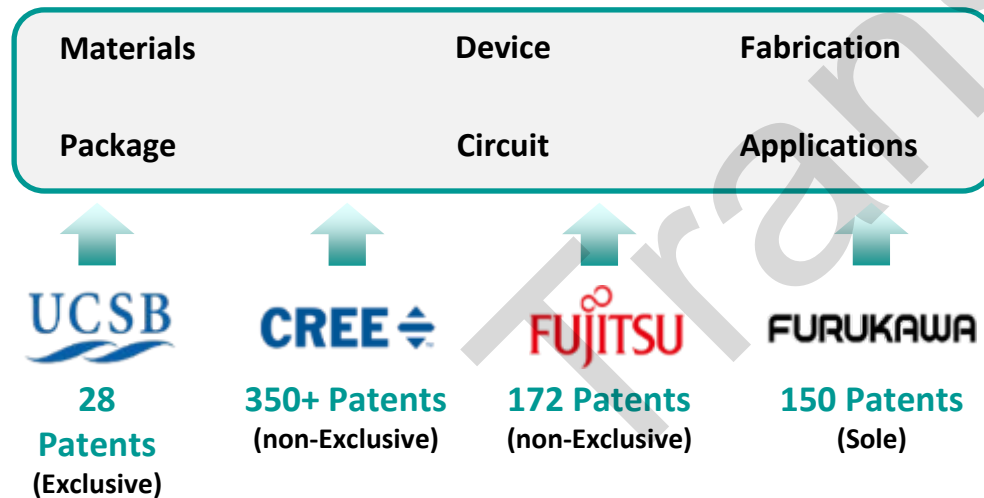 Materials Device Fabrication
Package Circuit Applications
UCSB CREE FUJITSU FURUKAWA
28 350+ Patents 172 Patents 150 Patents
Patents (non-Exclusive) (non-Exclusive) (Sole)
(Exclusive)
Tran